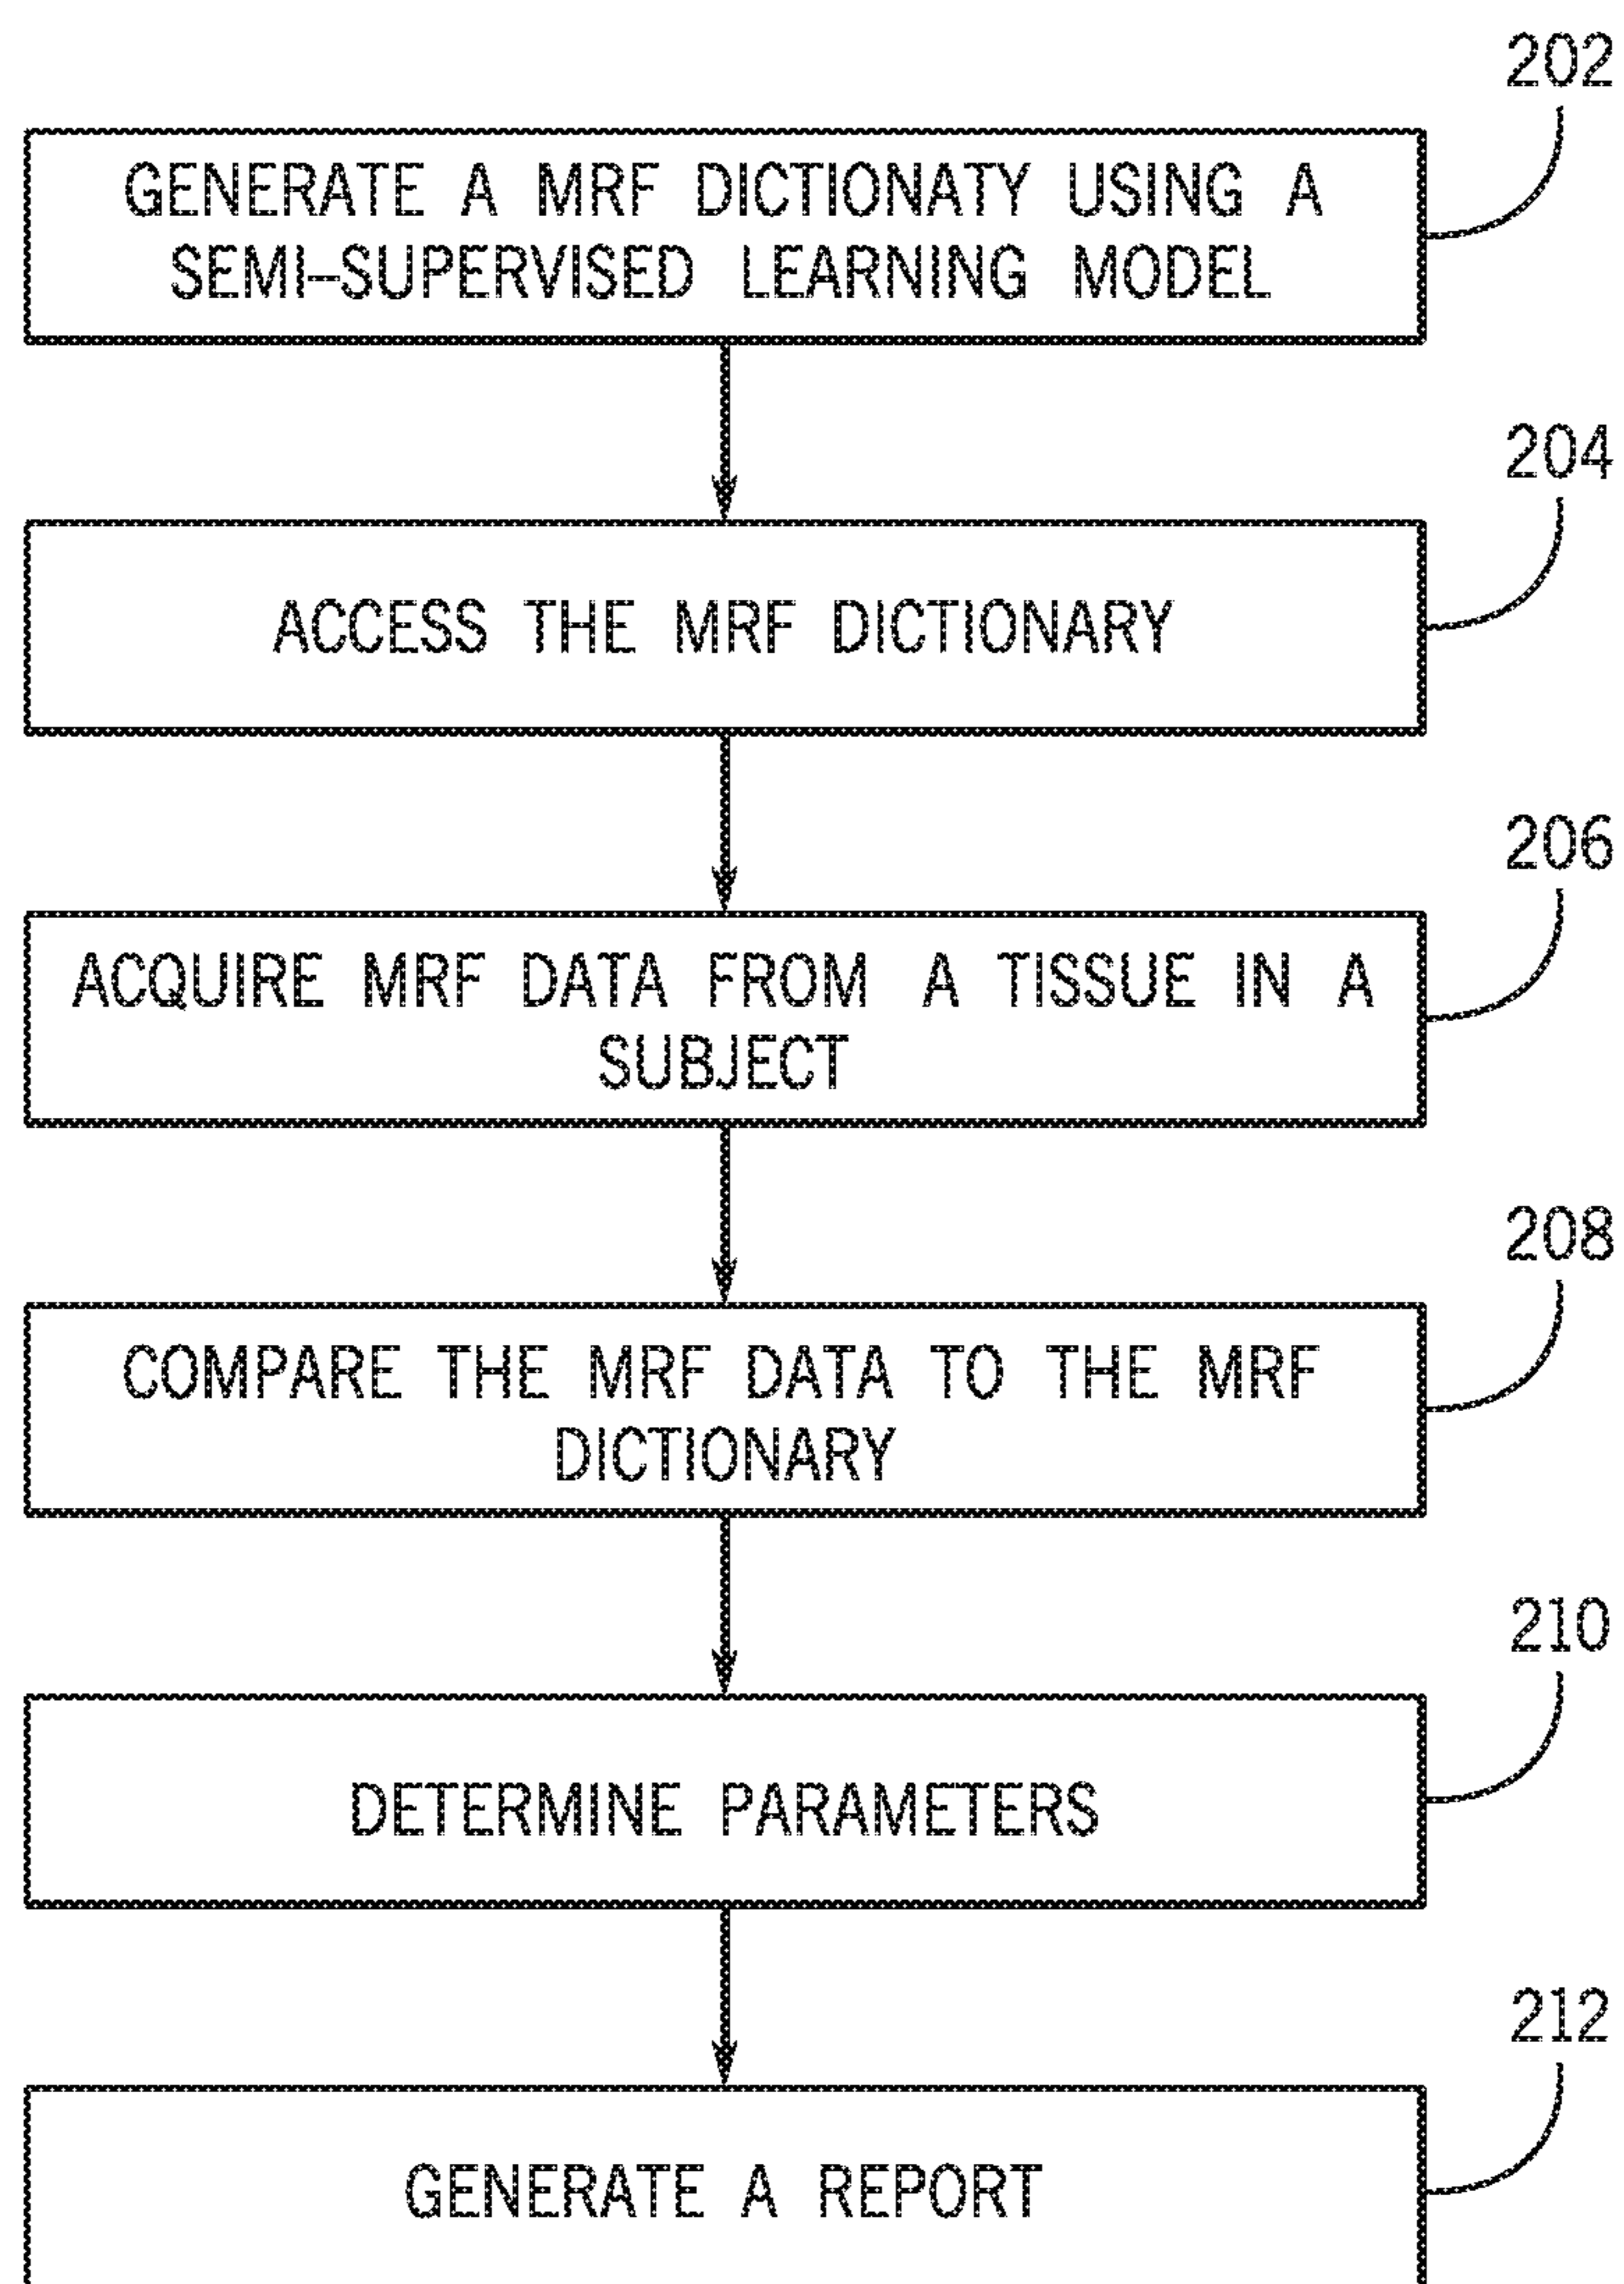 202
GENERATE A MRF DICTIONATY USING A
SEMI-SUPERVISED LEARNING MODEL
204
ACCESS THE MRF DICTIONARY
206
ACQUIRE MRF DATA FROM A TISSUE IN A
SUBJECT
208
COMPARE THE MRF DATA TO THE MRF
DICTIONARY
210
DETERMINE PARAMETERS
212
GENERATE A REPORT